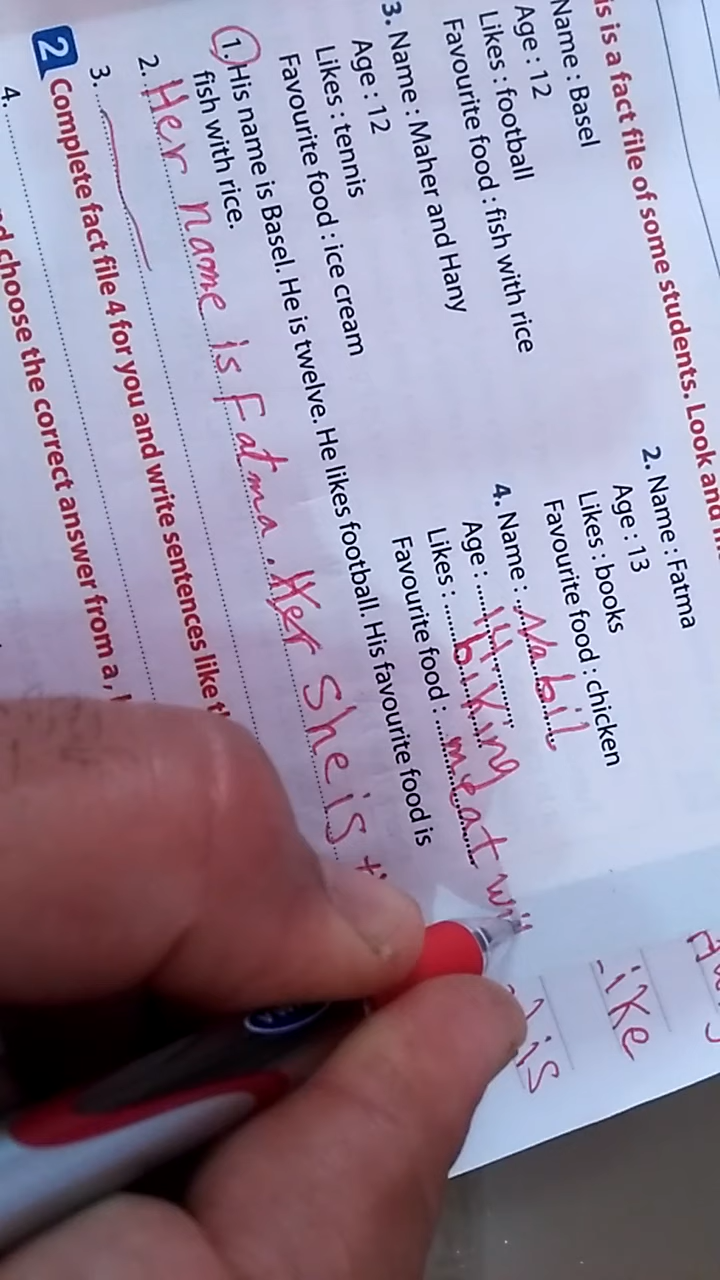 is is a fact file of some students. Look and
Name : Basel
Age : 12
Likes : football
Favourite food : fish with rice
2. Name : Fatma
Age : 13
Likes : books
Favourite food : chicken
3. Name : Maher and Hany
Age : 12
Likes : tennis
Favourite food : ice cream
4. Name : Nabil
Age : 14
Likes : biking
Favourite food : meat
1. His name is Basel. He is twelve. He likes football. His favourite food is
fish with rice.
2. Her name is Fatma. Her She is
3.
2 Complete fact file 4 for you and write sentences like
4.
choose the correct answer from a,
is